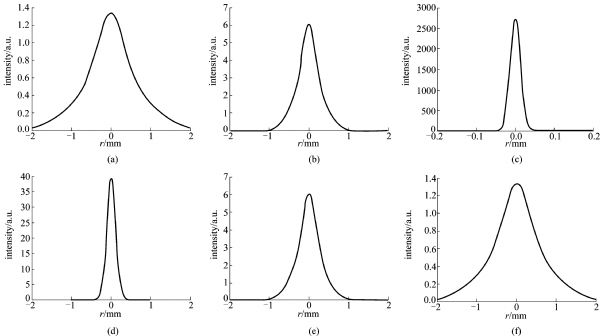 intensity/a.u.
1.4
1.2
1.0
0.8
0.6
0.4
0.2
0.0
−2 −1 0 1 2
r/mm
(a)
intensity/a.u.
7
6
5
4
3
2
1
0
−2 −1 0 1 2
r/mm
(b)
intensity/a.u.
3000
2500
2000
1500
1000
500
0
−0.2 −0.1 0.0 0.1 0.2
r/mm
(c)
intensity/a.u.
40
35
30
25
20
15
10
5
0
−2 −1 0 1 2
r/mm
(d)
intensity/a.u.
7
6
5
4
3
2
1
0
−2 −1 0 1 2
r/mm
(e)
intensity/a.u.
1.4
1.2
1.0
0.8
0.6
0.4
0.2
0.0
−2 −1 0 1 2
r/mm
(f)